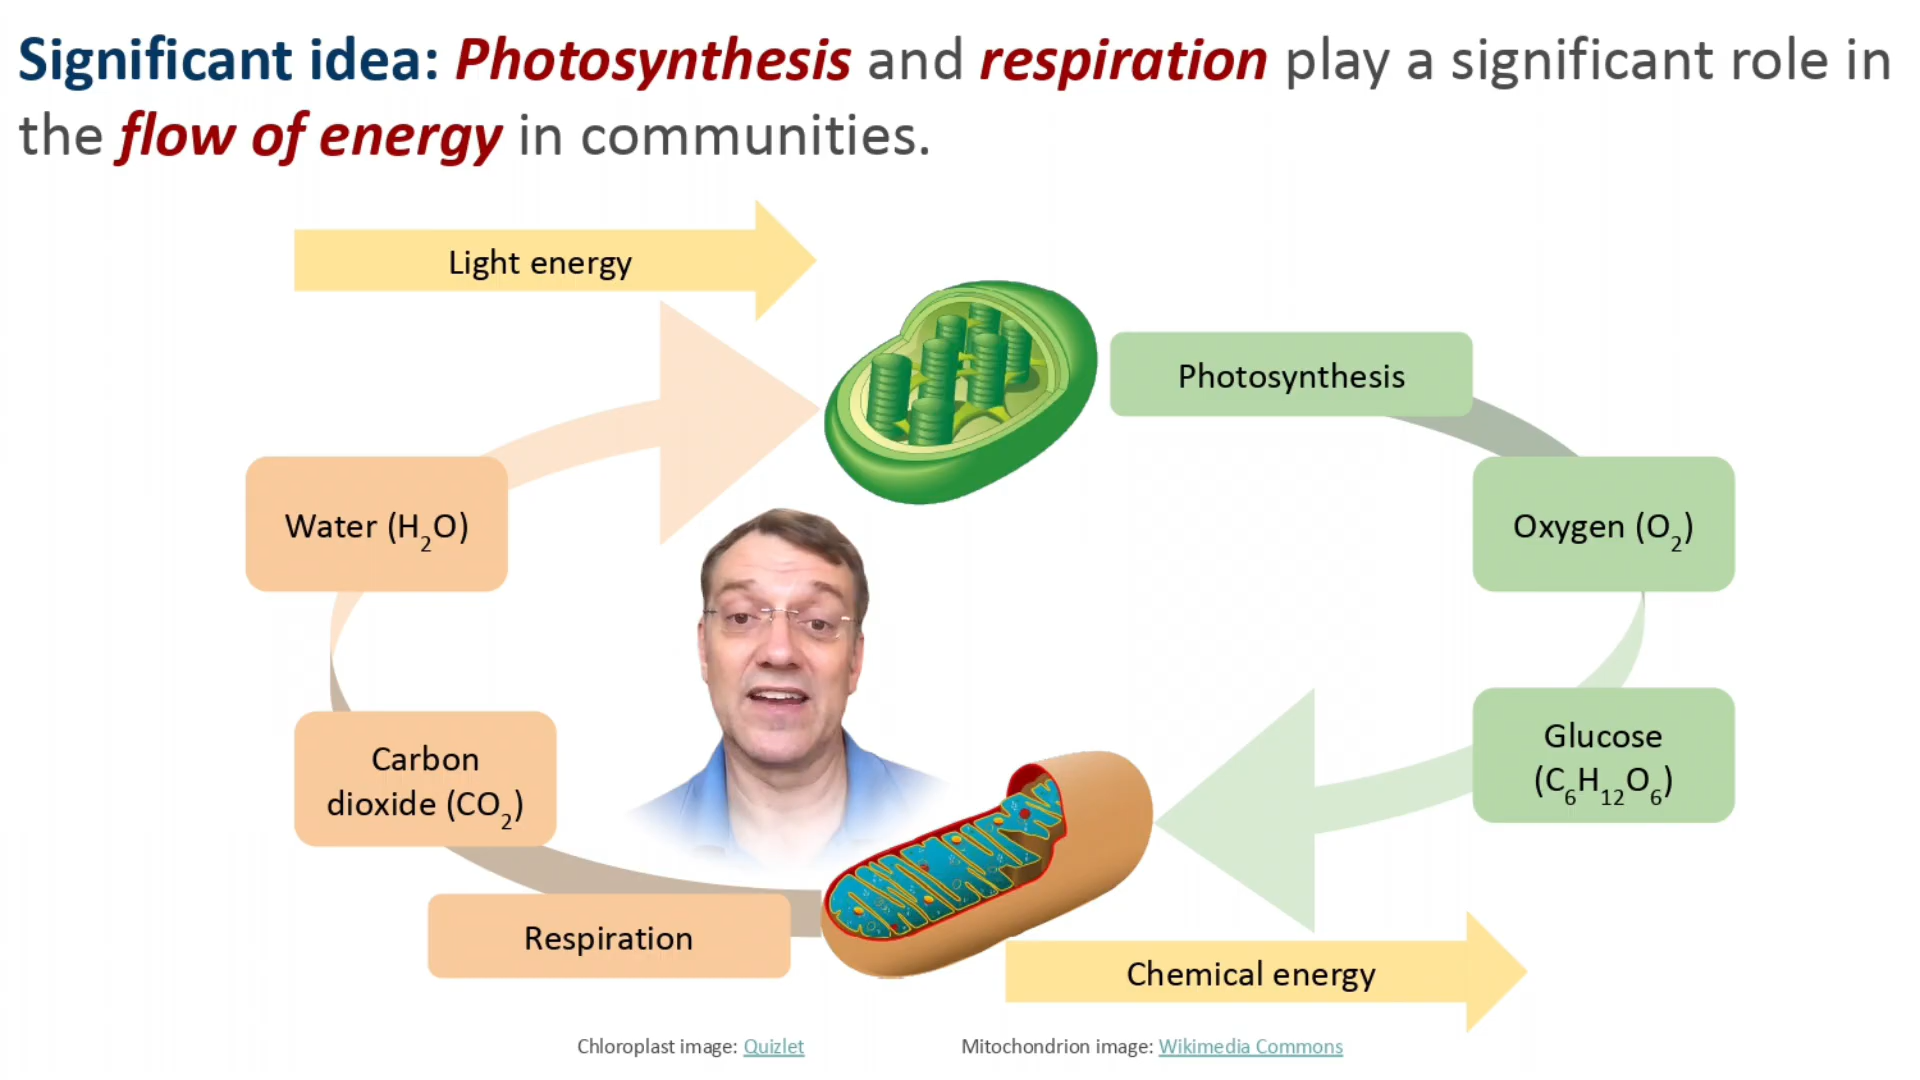 Significant idea: Photosynthesis and respiration play a significant role in
the flow of energy in communities.
Light energy
Photosynthesis
Water (H₂O)
Oxygen (O₂)
Carbon
dioxide (CO₂)
Glucose
(C₆H₁₂O₆)
Respiration
Chemical energy
Chloroplast image: Quizlet
Mitochondrion image: Wikimedia Commons